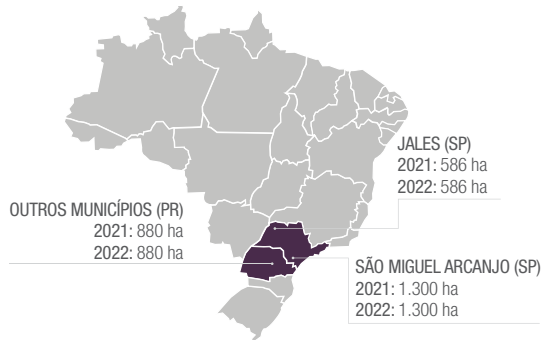 JALES (SP)
2021: 586 ha
2022: 586 ha
OUTROS MUNICÍPIOS (PR)
2021: 880 ha
2022: 880 ha
SÃO MIGUEL ARCANJO (SP)
2021: 1.300 ha
2022: 1.300 ha